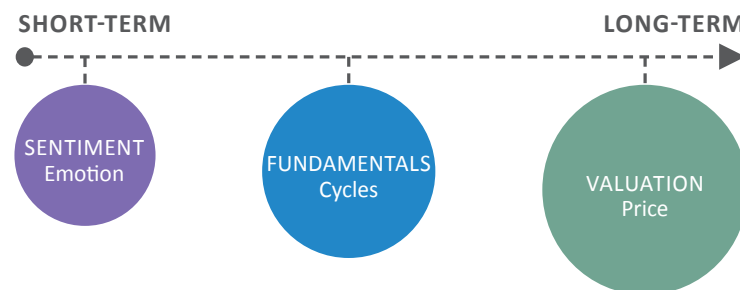 SHORT-TERM
LONG-TERM
SENTIMENT
Emotion
FUNDAMENTALS
Cycles
VALUATION
Price